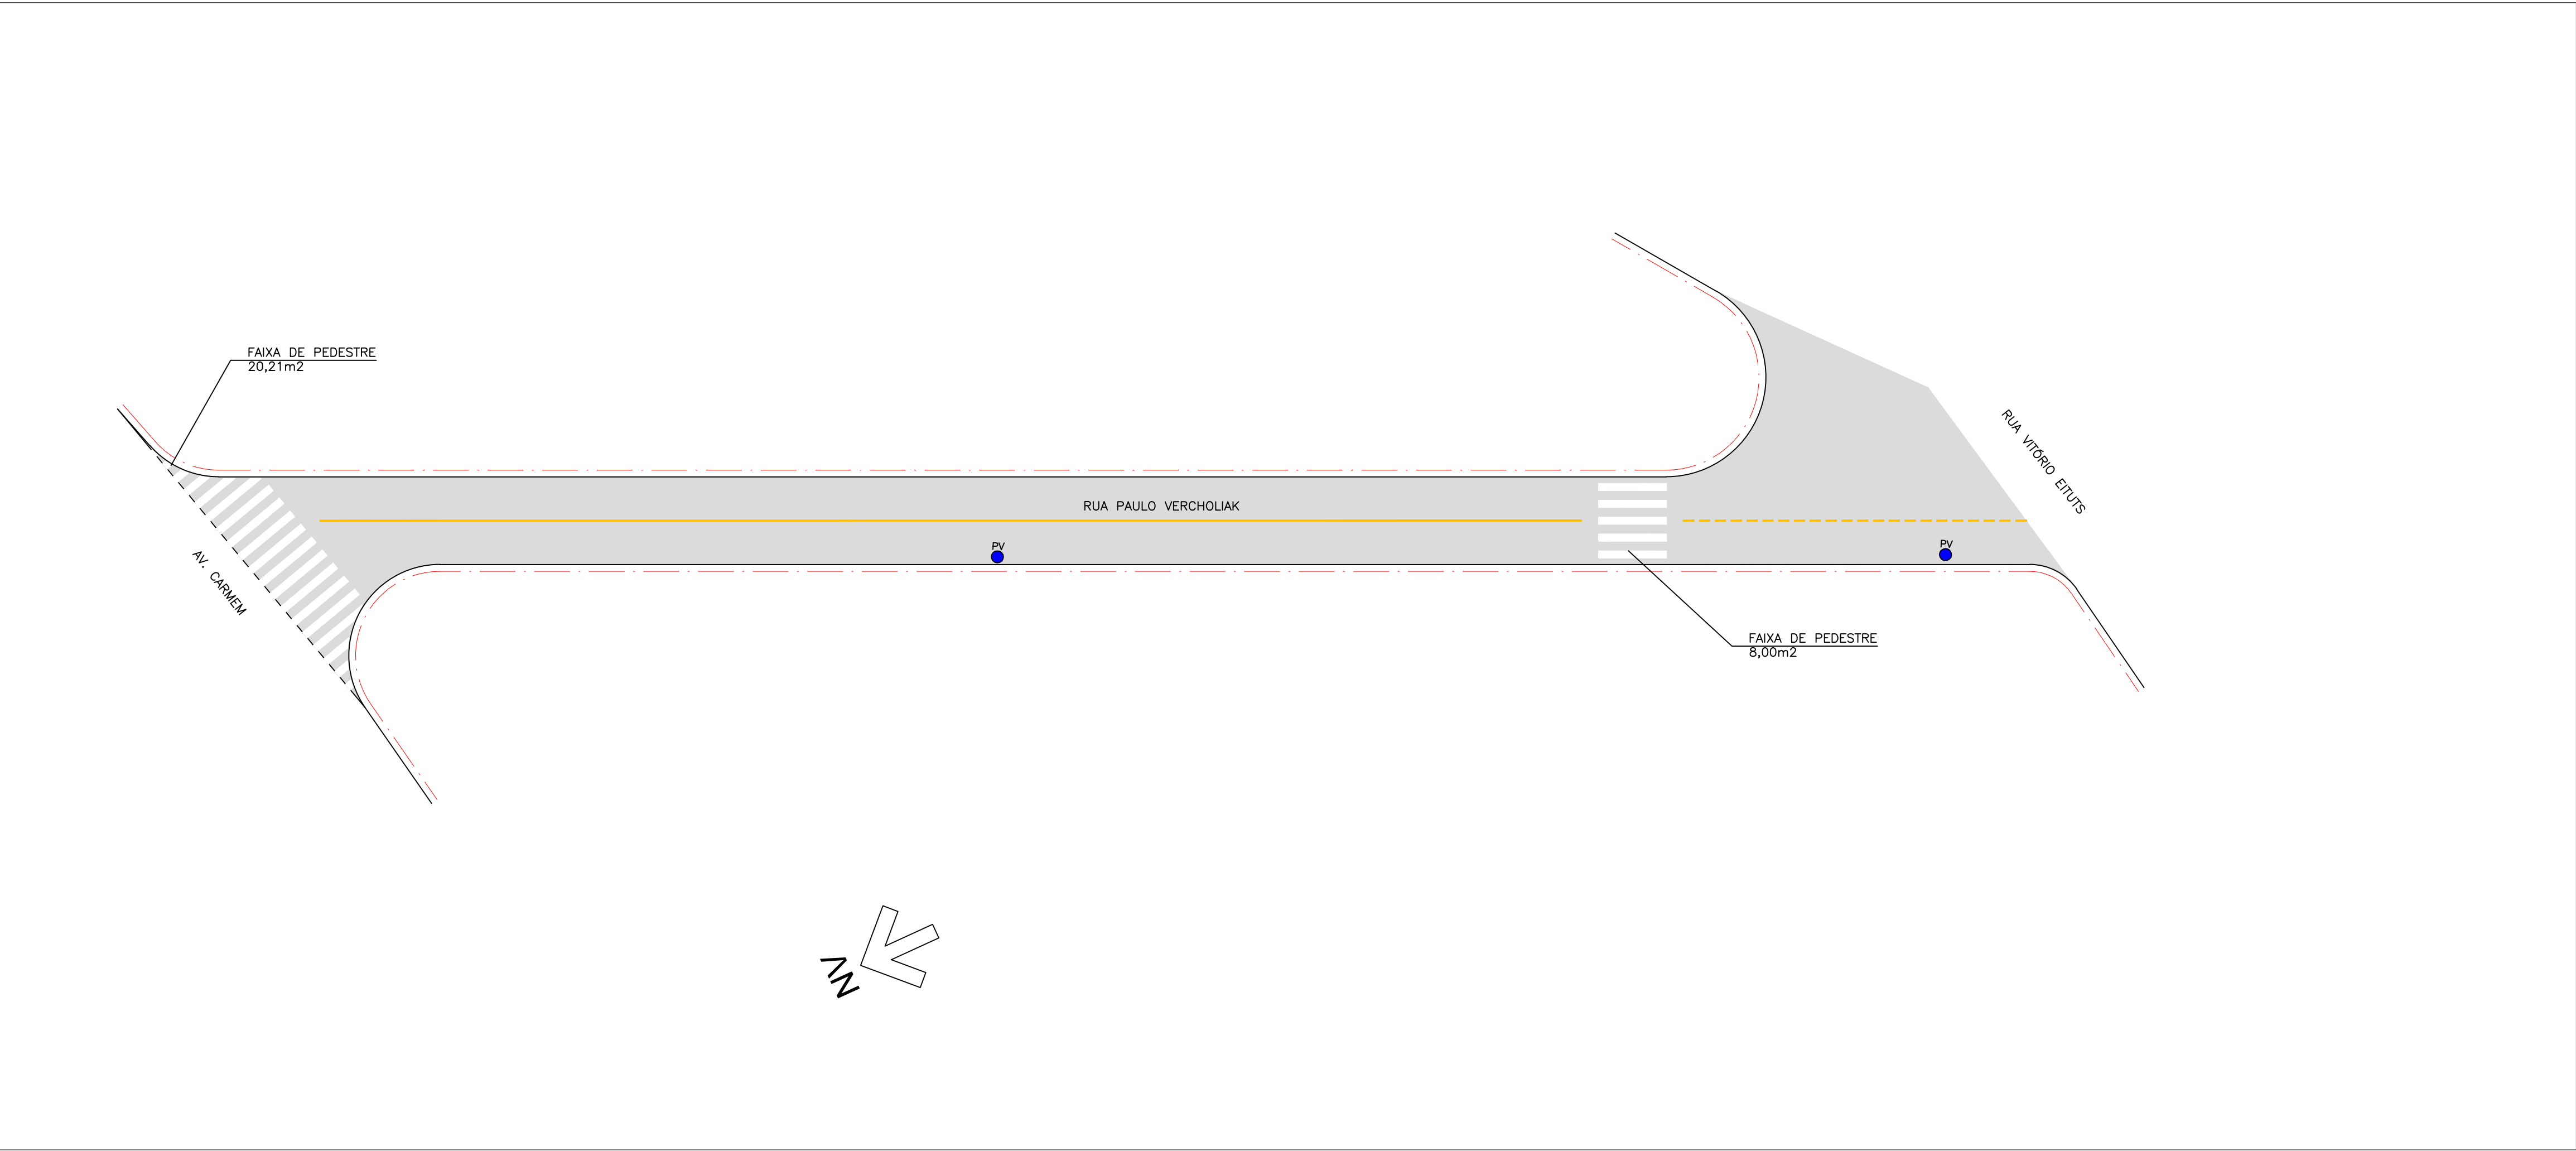 FAIXA DE PEDESTRE
20,21m2
RUA VITÓRIO EITUTS
RUA PAULO VERCHOLIAK
PV
PV
AV. CARMEM
FAIXA DE PEDESTRE
8,00m2
NV